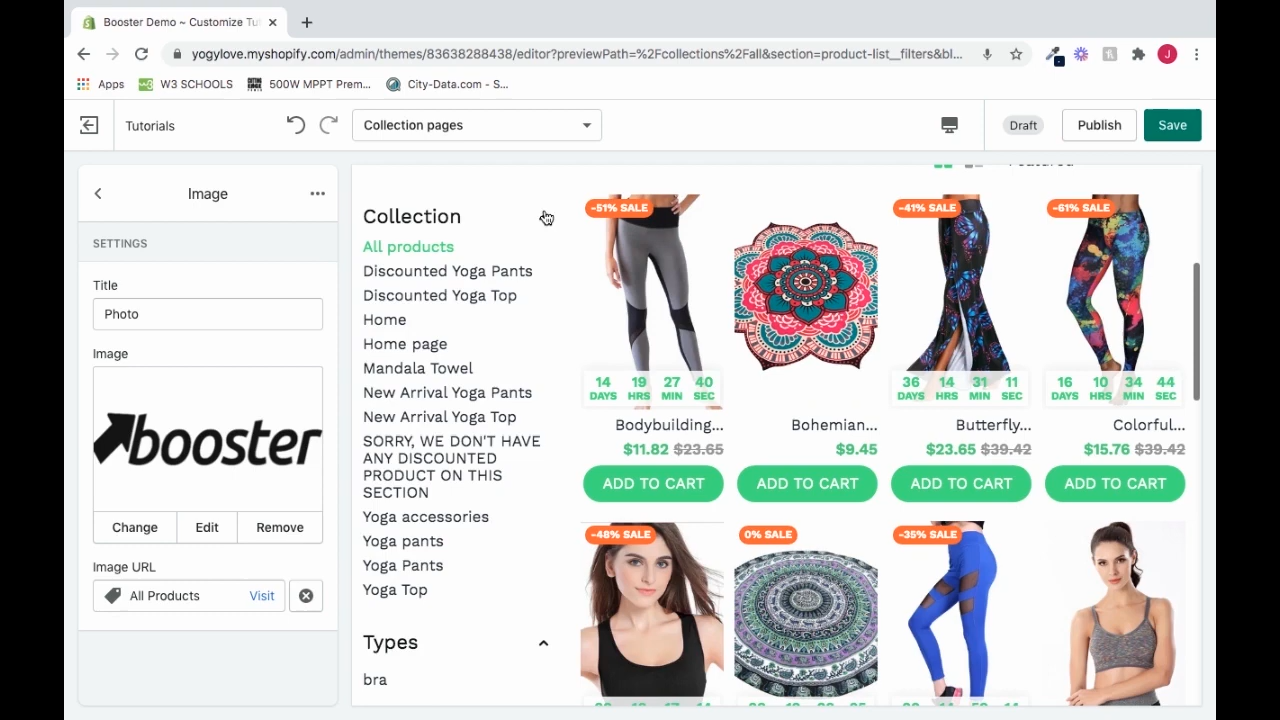 Booster Demo ~ Customize Tu
yogylove.myshopify.com/admin/themes/83638288438/editor?previewPath=%2Fcollections%2Fall&section=product-list__filters&bl...
J
Apps
W3 SCHOOLS
500W MPPT Prem...
City-Data.com - S...
Tutorials
Collection pages
Draft
Publish
Save
Image
SETTINGS
Title
Photo
Image
booster
Change
Edit
Remove
Image URL
All Products
Visit
Featured
Collection
All products
Discounted Yoga Pants
Discounted Yoga Top
Home
Home page
Mandala Towel
New Arrival Yoga Pants
New Arrival Yoga Top
SORRY, WE DON'T HAVE
ANY DISCOUNTED
PRODUCT ON THIS
SECTION
Yoga accessories
Yoga pants
Yoga Pants
Yoga Top
Types
bra
-51% SALE
14 19 27 40
DAYS HRS MIN SEC
Bodybuilding...
$11.82 $23.65
ADD TO CART
Bohemian...
$9.45
ADD TO CART
-41% SALE
36 14 31 11
DAYS HRS MIN SEC
Butterfly...
$23.65 $39.42
ADD TO CART
-61% SALE
16 10 34 44
DAYS HRS MIN SEC
Colorful...
$15.76 $39.42
ADD TO CART
-48% SALE
0% SALE
-35% SALE